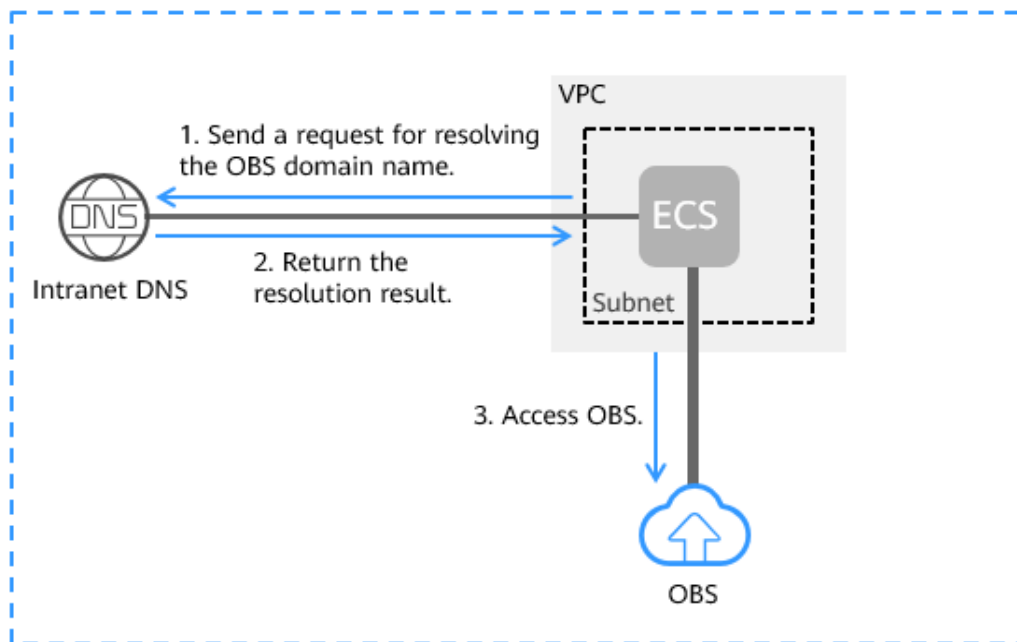 VPC
1. Send a request for resolving
the OBS domain name.
DNS
ECS
2. Return the
resolution result.
Intranet DNS
Subnet
3. Access OBS.
OBS